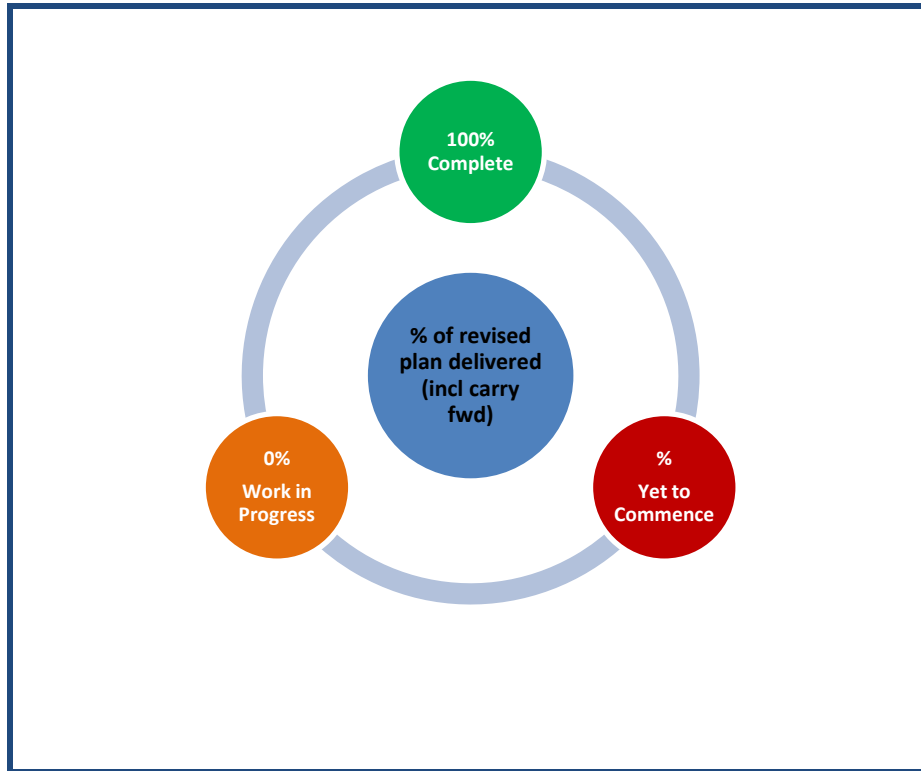 100%
Complete
% of revised
plan delivered
(incl carry
fwd)
0%
Work in
Progress
%
Yet to
Commence